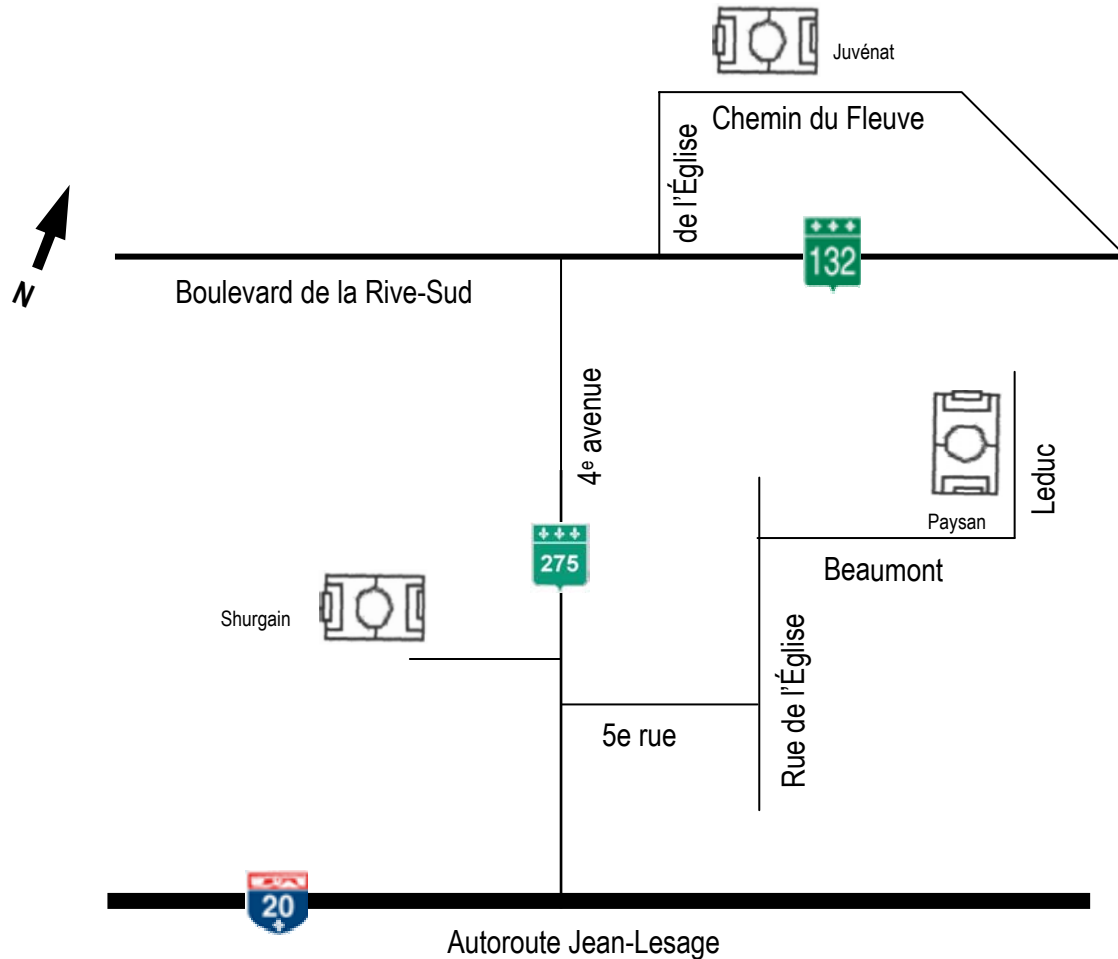 Juvénat
Chemin du Fleuve
de l'Église
132
N
Boulevard de la Rive-Sud
4e avenue
Leduc
Paysan
275
Beaumont
Shurgain
Rue de l'Église
5e rue
20
Autoroute Jean-Lesage